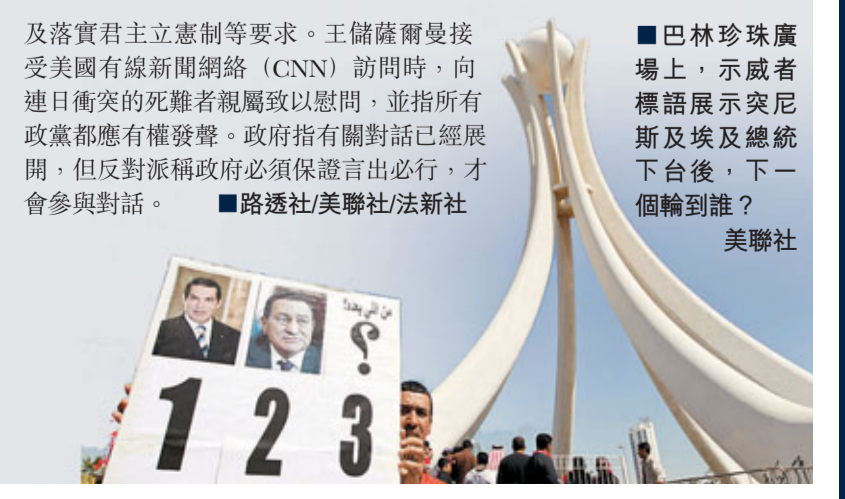 及落實君主立憲制等要求。王儲薩爾曼接
受美國有線新聞網絡（CNN）訪問時，向
連日衝突的死難者親屬致以慰問，並指所有
政黨都應有權發聲。政府指有關對話已經展
開，但反對派稱政府必須保證言出必行，才
會參與對話。　　■路透社/美聯社/法新社
■巴林珍珠廣
場上，示威者
標語展示突尼
斯及埃及總統
下台後，下一
個輪到誰？
美聯社
؟
1 2 3